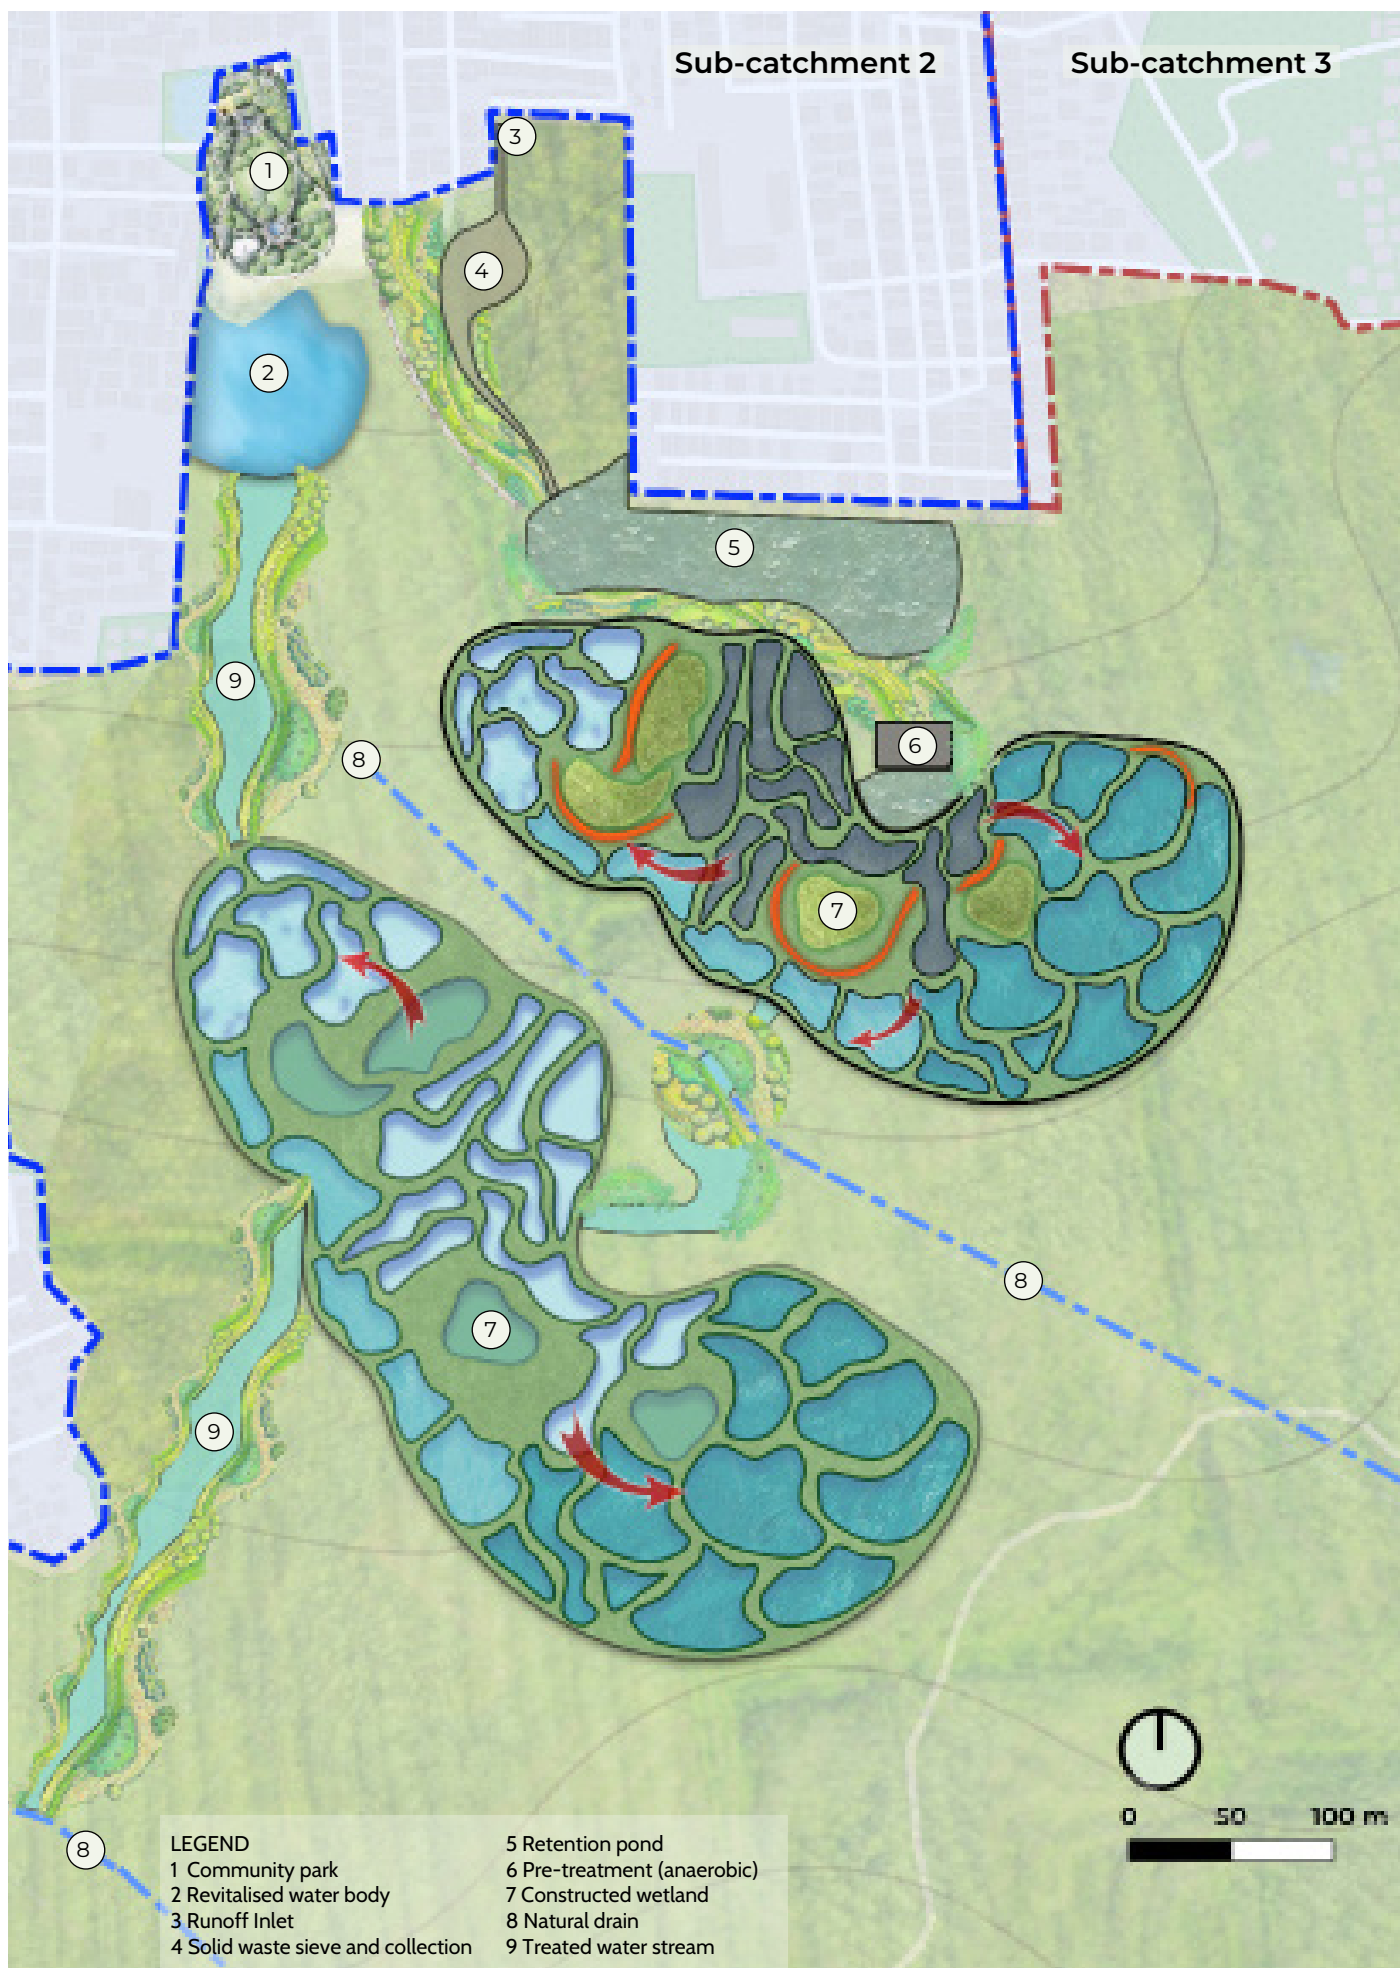 Sub-catchment 2
Sub-catchment 3
3
1
4
2
5
9
8
6
7
8
7
9
0 50 100 m
8
LEGEND
1 Community park
2 Revitalised water body
3 Runoff Inlet
4 Solid waste sieve and collection
5 Retention pond
6 Pre-treatment (anaerobic)
7 Constructed wetland
8 Natural drain
9 Treated water stream